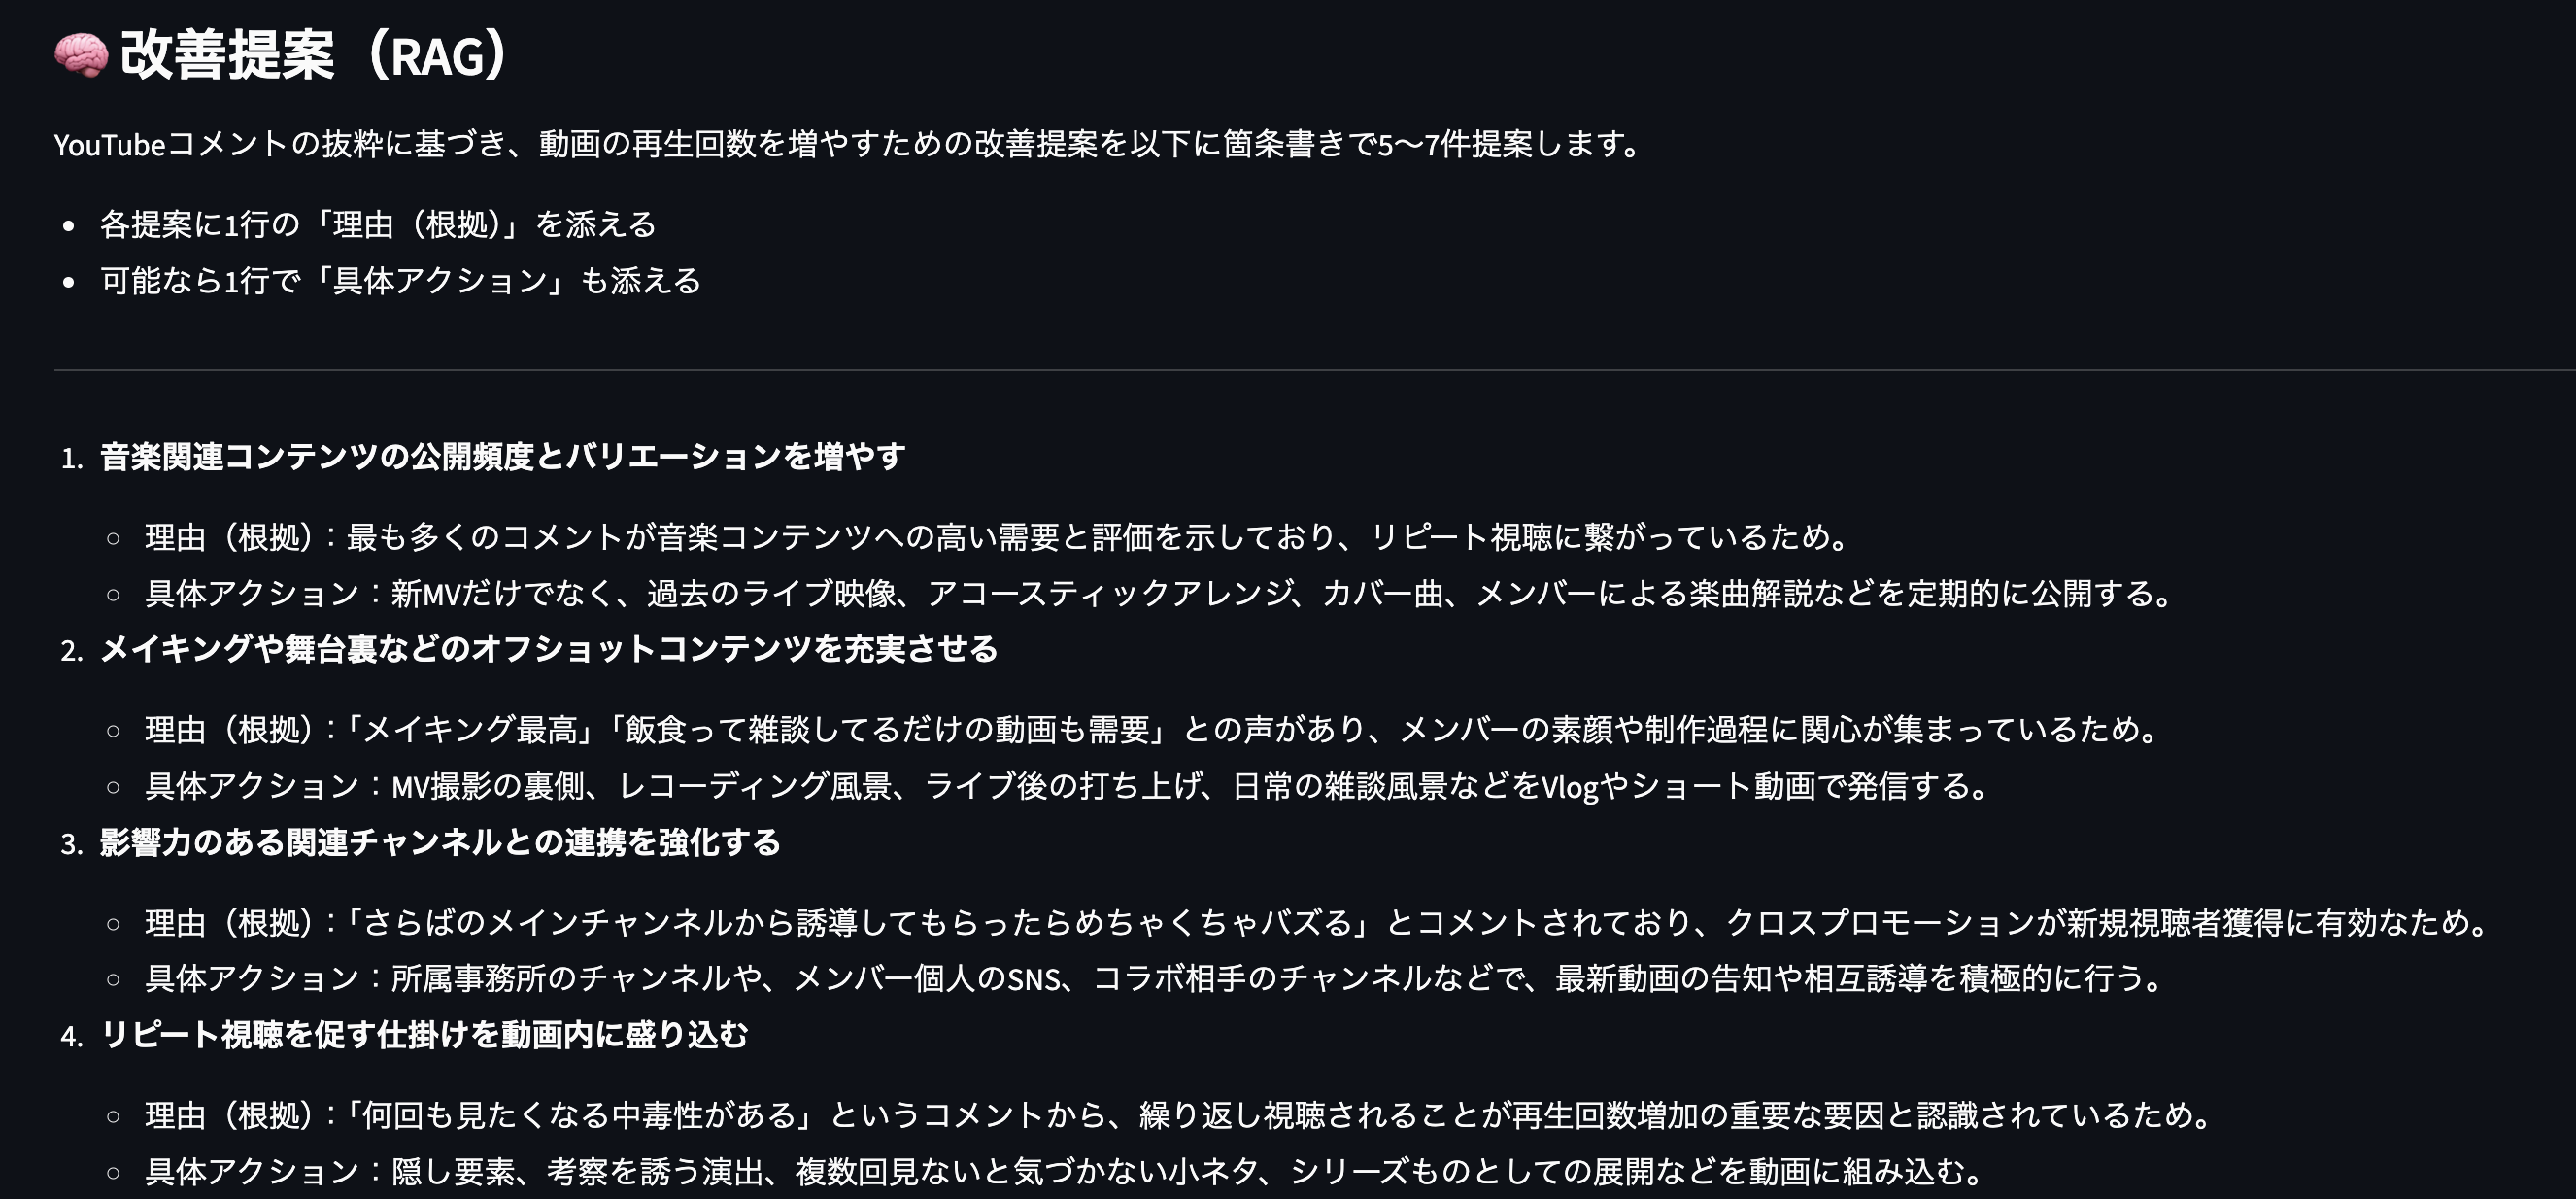 🧠 改善提案（RAG）
YouTubeコメントの抜粋に基づき、動画の再生回数を増やすための改善提案を以下に箇条書きで5〜7件提案します。
• 各提案に1行の「理由（根拠）」を添える
• 可能なら1行で「具体アクション」も添える
1. 音楽関連コンテンツの公開頻度とバリエーションを増やす
○ 理由（根拠）：最も多くのコメントが音楽コンテンツへの高い需要と評価を示しており、リピート視聴に繋がっているため。
○ 具体アクション：新MVだけでなく、過去のライブ映像、アコースティックアレンジ、カバー曲、メンバーによる楽曲解説などを定期的に公開する。
2. メイキングや舞台裏などのオフショットコンテンツを充実させる
○ 理由（根拠）：「メイキング最高」「飯食って雑談してるだけの動画も需要」との声があり、メンバーの素顔や制作過程に関心が集まっているため。
○ 具体アクション：MV撮影の裏側、レコーディング風景、ライブ後の打ち上げ、日常の雑談風景などをVlogやショート動画で発信する。
3. 影響力のある関連チャンネルとの連携を強化する
○ 理由（根拠）：「さらばのメインチャンネルから誘導してもらったらめちゃくちゃバズる」とコメントされており、クロスプロモーションが新規視聴者獲得に有効なため。
○ 具体アクション：所属事務所のチャンネルや、メンバー個人のSNS、コラボ相手のチャンネルなどで、最新動画の告知や相互誘導を積極的に行う。
4. リピート視聴を促す仕掛けを動画内に盛り込む
○ 理由（根拠）：「何回も見たくなる中毒性がある」というコメントから、繰り返し視聴されることが再生回数増加の重要な要因と認識されているため。
○ 具体アクション：隠し要素、考察を誘う演出、複数回見ないと気づかない小ネタ、シリーズものとしての展開などを動画に組み込む。